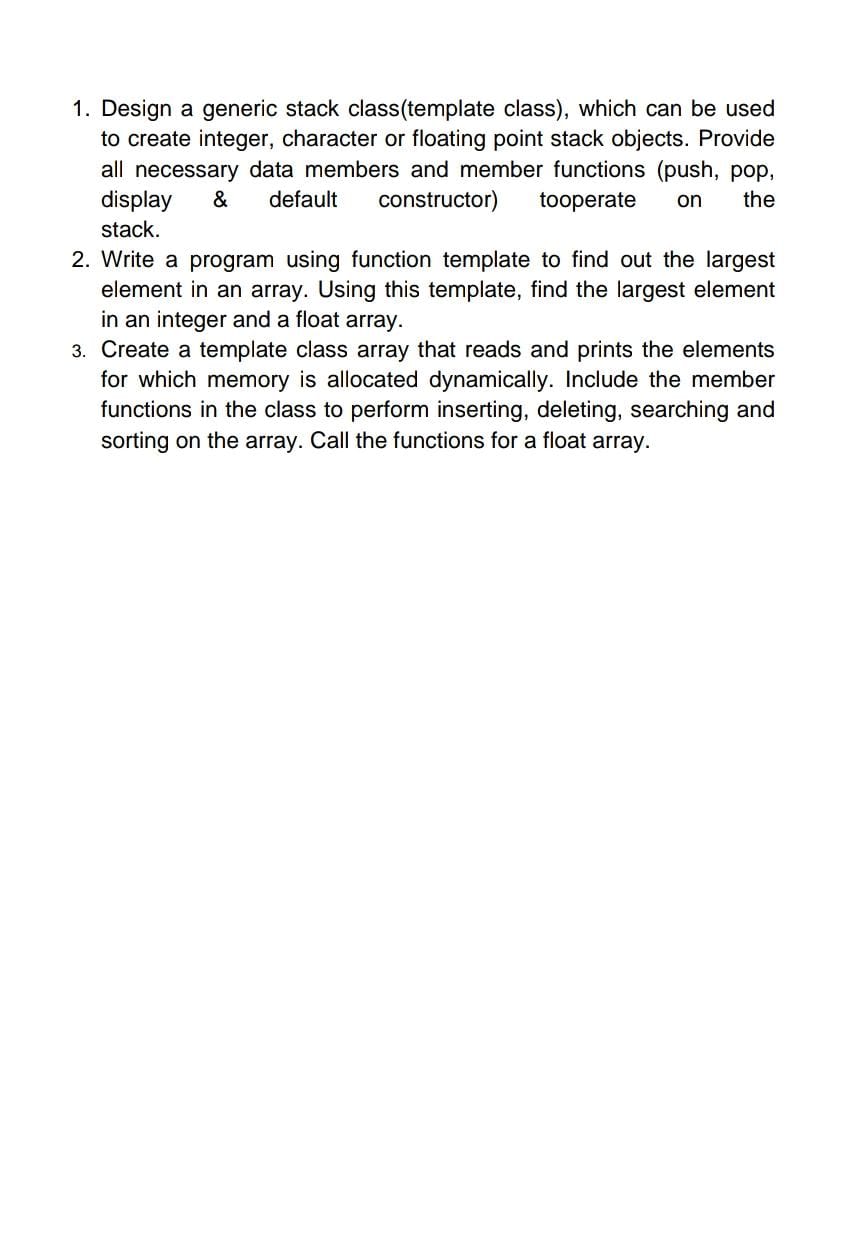 1. Design a generic stack class(template class), which can be used
to create integer, character or floating point stack objects. Provide
all necessary data members and member functions (push, pop,
display & default constructor) tooperate on the
stack.
2. Write a program using function template to find out the largest
element in an array. Using this template, find the largest element
in an integer and a float array.
3. Create a template class array that reads and prints the elements
for which memory is allocated dynamically. Include the member
functions in the class to perform inserting, deleting, searching and
sorting on the array. Call the functions for a float array.